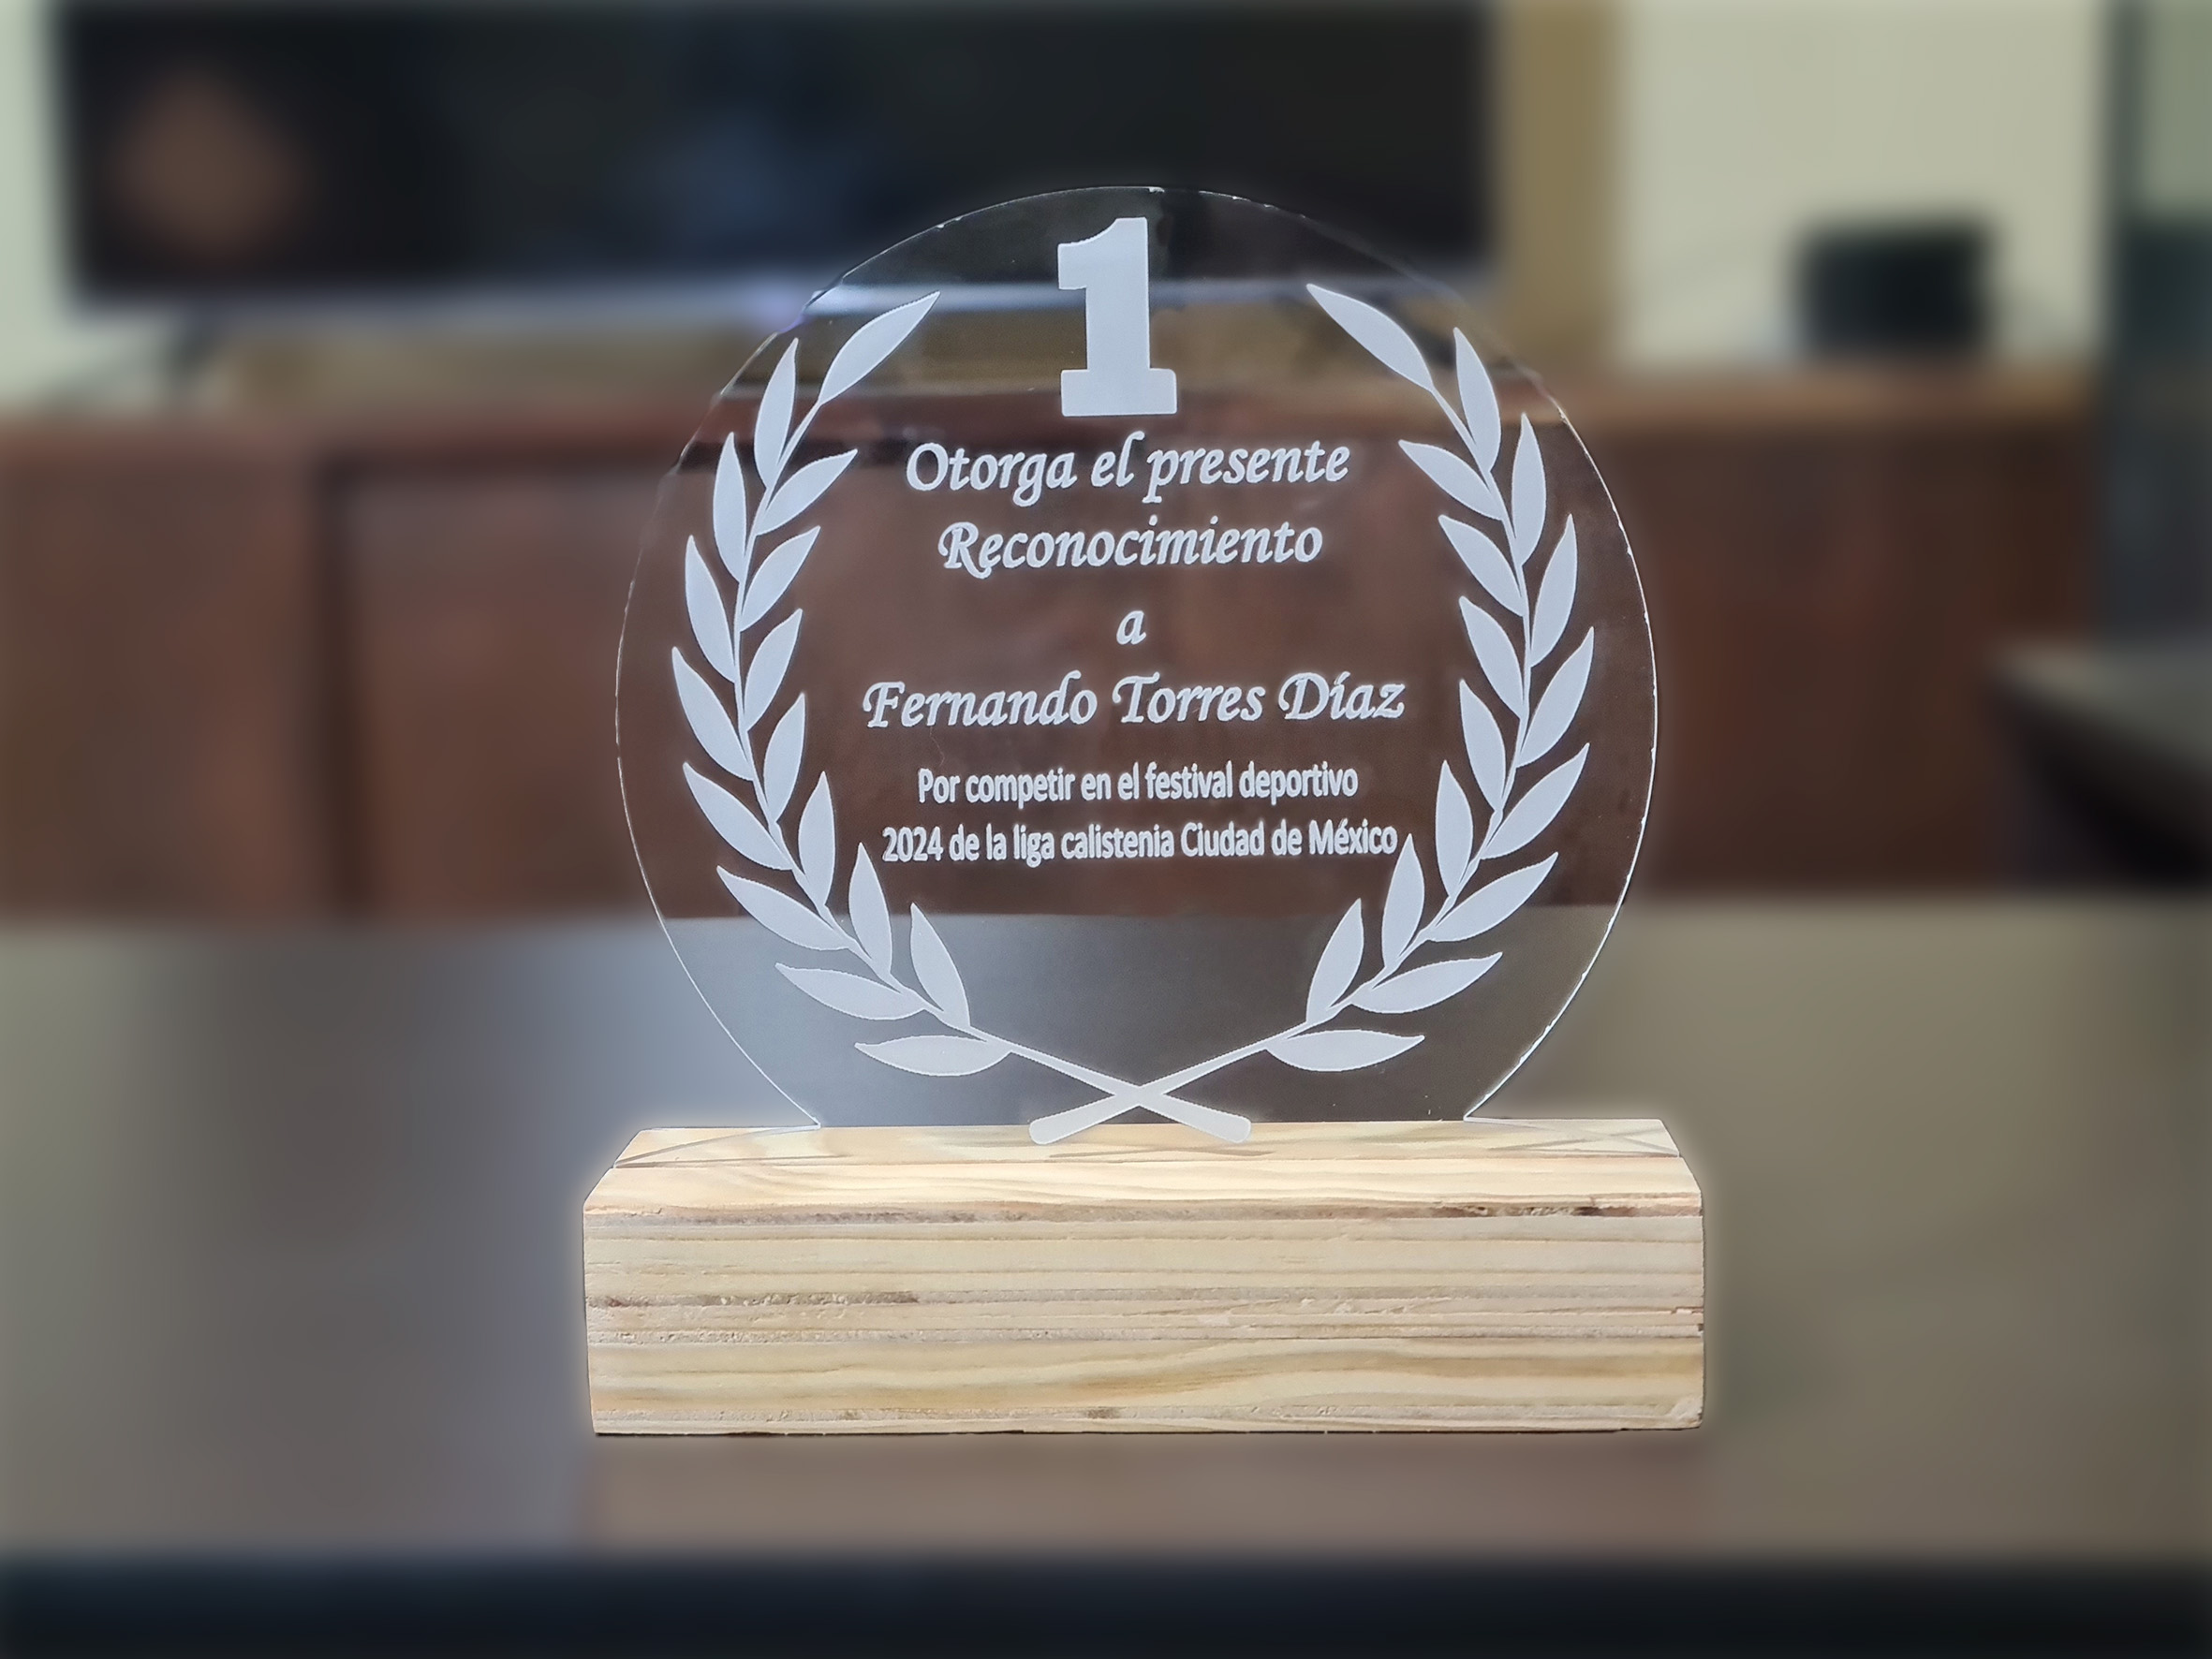 1
Otorga el presente
Reconocimiento
a
Fernando Torres Díaz
Por competir en el festival deportivo
2024 de la liga calistenia Ciudad de México